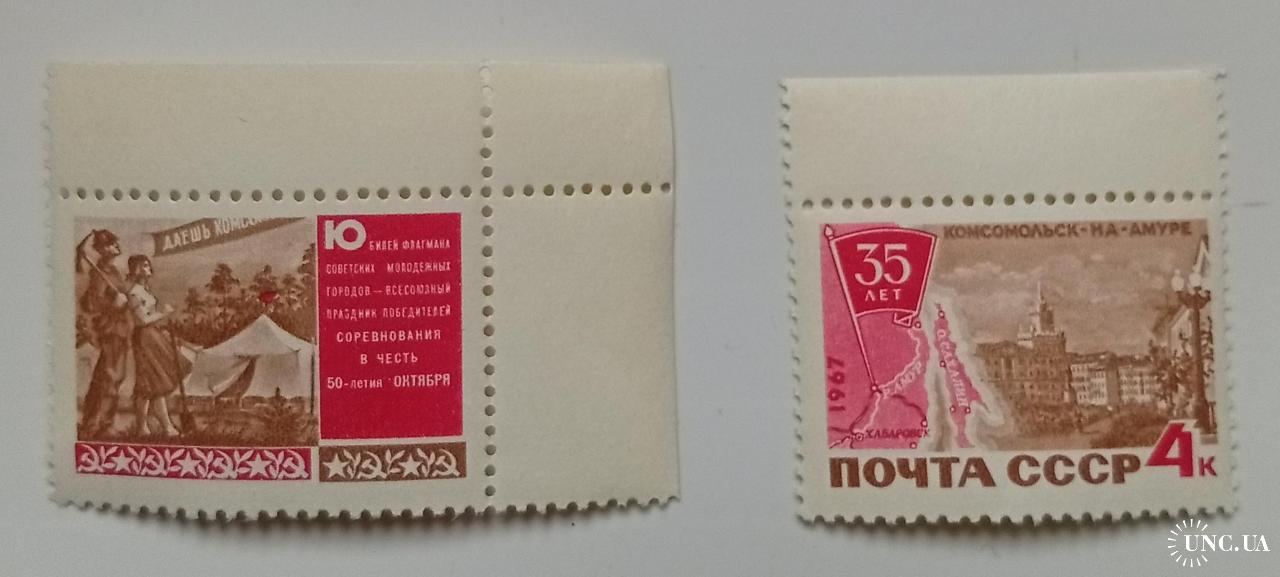 ДАЕШЬ КОМСО
Ю
БИЛЕЙ ФЛАГМАНА
СОВЕТСКИХ МОЛОДЕЖНЫХ
ГОРОДОВ — ВСЕСОЮЗНЫЙ
ПРАЗДНИК ПОБЕДИТЕЛЕЙ
СОРЕВНОВАНИЯ
В ЧЕСТЬ
50-летия ОКТЯБРЯ
КОМСОМОЛЬСК-НА-АМУРЕ
35
ЛЕТ
Р. АМУР
О. САХАЛИН
ХАБАРОВСК
1967
ПОЧТА СССР 4К
UNC.UA